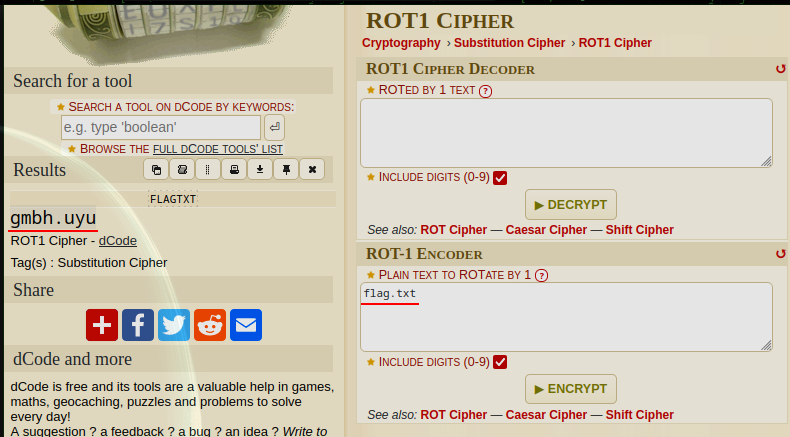 Search for a tool
★ SEARCH A TOOL ON DCODE BY KEYWORDS:
e.g. type 'boolean'
★ BROWSE THE FULL DCODE TOOLS' LIST
Results
FLAGTXT
gmbh.uyu
ROT1 Cipher - dCode
Tag(s) : Substitution Cipher
Share
dCode and more
dCode is free and its tools are a valuable help in games,
maths, geocaching, puzzles and problems to solve
every day!
A suggestion ? a feedback ? a bug ? an idea ? Write to
ROT1 CIPHER
Cryptography › Substitution Cipher › ROT1 Cipher
ROT1 CIPHER DECODER
★ ROTED BY 1 TEXT ?
★ INCLUDE DIGITS (0-9)
▶ DECRYPT
See also: ROT Cipher — Caesar Cipher — Shift Cipher
ROT-1 ENCODER
★ PLAIN TEXT TO ROTATE BY 1 ?
flag.txt
★ INCLUDE DIGITS (0-9)
▶ ENCRYPT
See also: ROT Cipher — Caesar Cipher — Shift Cipher